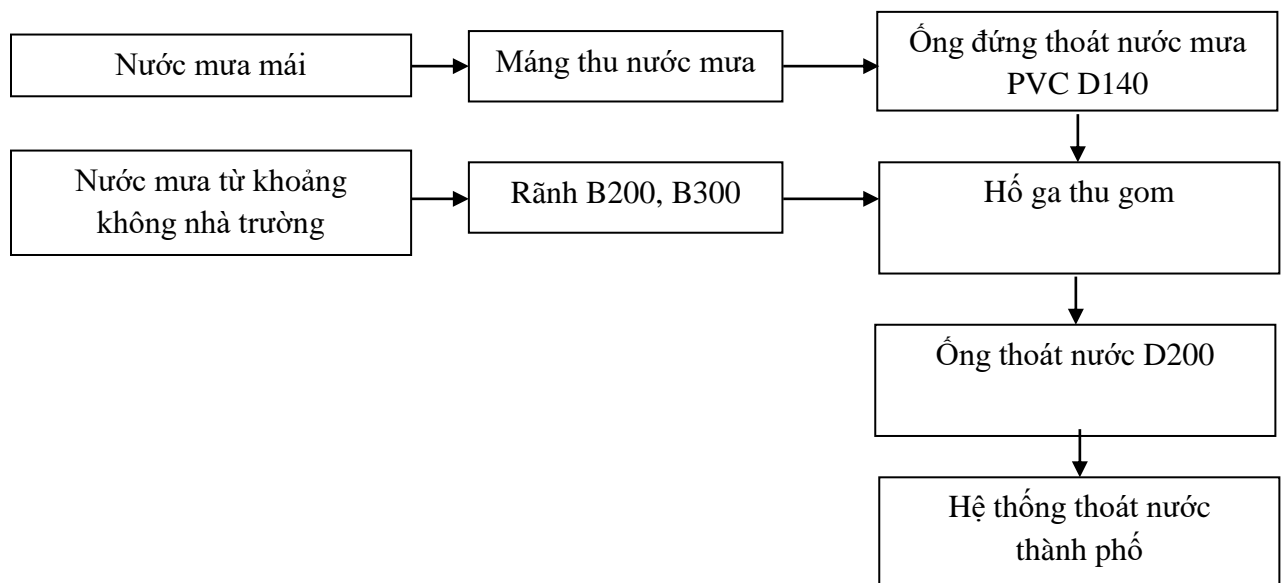 Nước mưa mái
Máng thu nước mưa
Ống đứng thoát nước mưa
PVC D140
Nước mưa từ khoảng
không nhà trường
Rãnh B200, B300
Hố ga thu gom
Ống thoát nước D200
Hệ thống thoát nước
thành phố